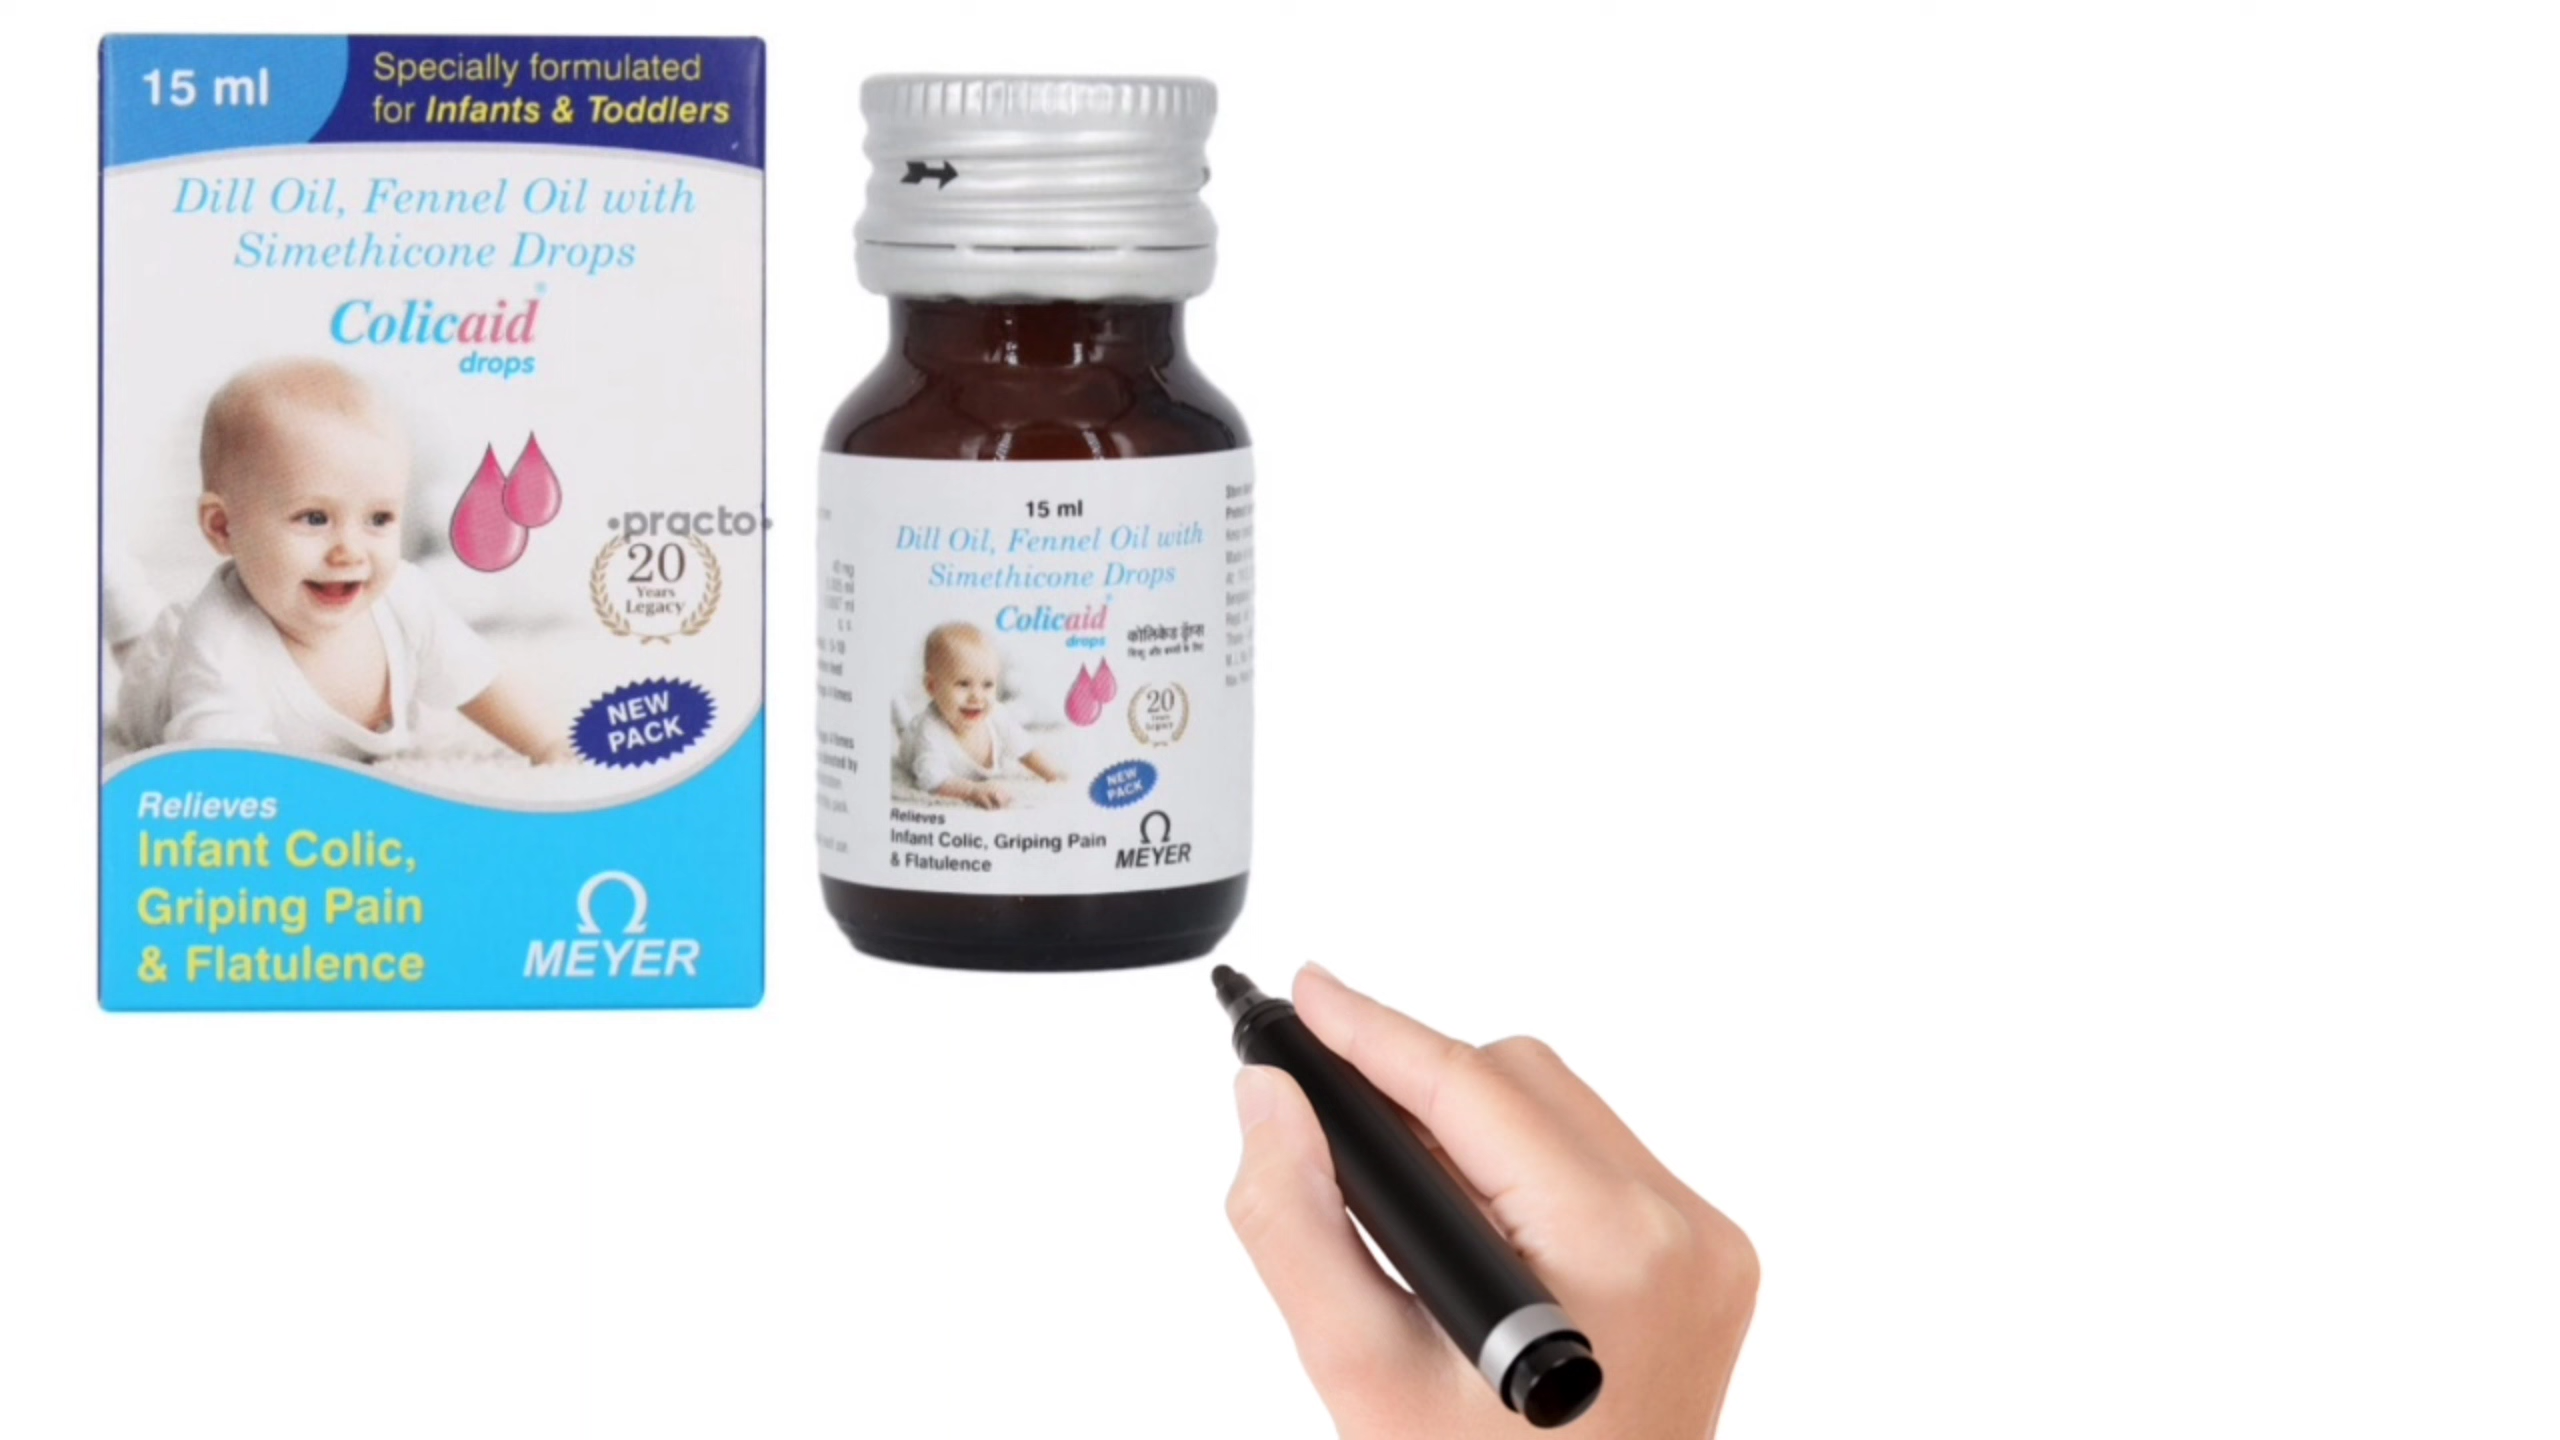 15 ml
Specially formulated
for Infants & Toddlers
Dill Oil, Fennel Oil with
Simethicone Drops
Colicaid
drops
•practo•
20
Years
Legacy
NEW
PACK
Relieves
Infant Colic,
Griping Pain
& Flatulence
MEYER
15 ml
Dill Oil, Fennel Oil with
Simethicone Drops
Colicaid
drops
कोलिकेड ड्रॉप्स
20
Years
Legacy
NEW
PACK
Relieves
Infant Colic, Griping Pain
& Flatulence
MEYER